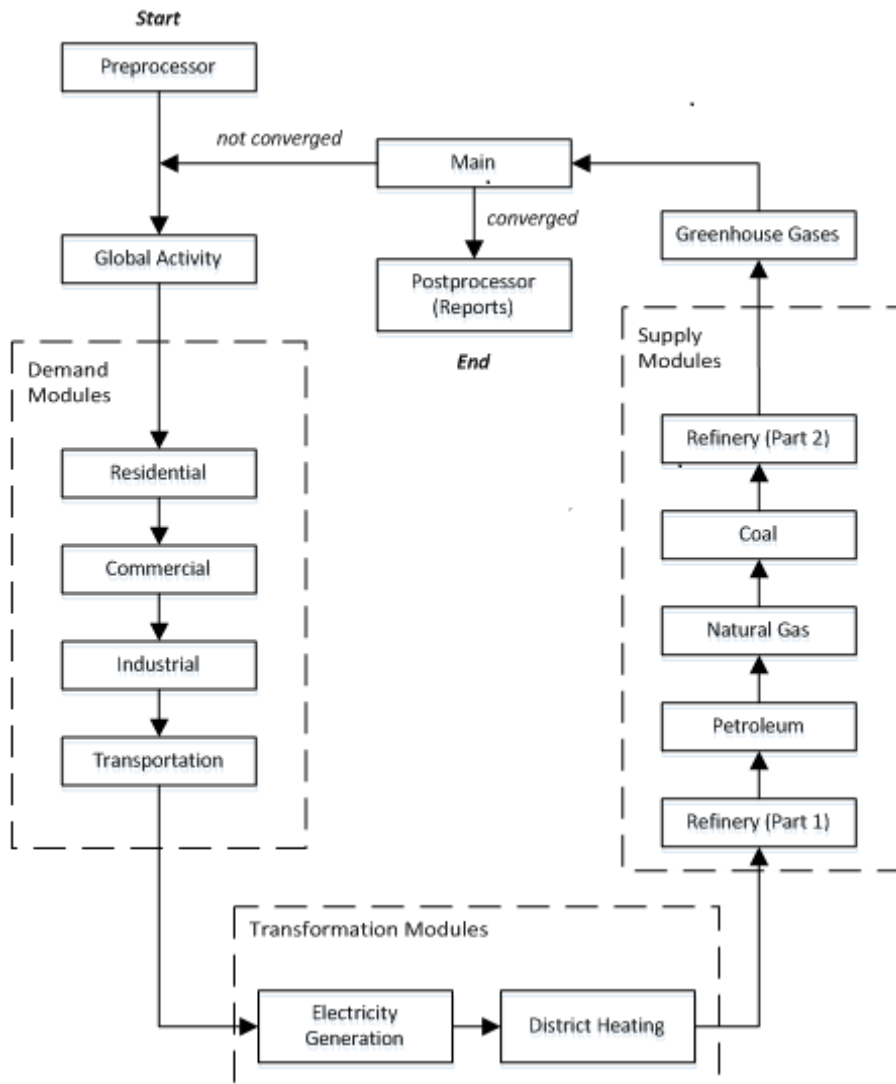 Start
Preprocessor
not converged
Main
converged
Global Activity
Postprocessor
(Reports)
End
Greenhouse Gases
Demand
Modules
Residential
Commercial
Industrial
Transportation
Transformation Modules
Electricity
Generation
District Heating
Supply
Modules
Refinery (Part 2)
Coal
Natural Gas
Petroleum
Refinery (Part 1)